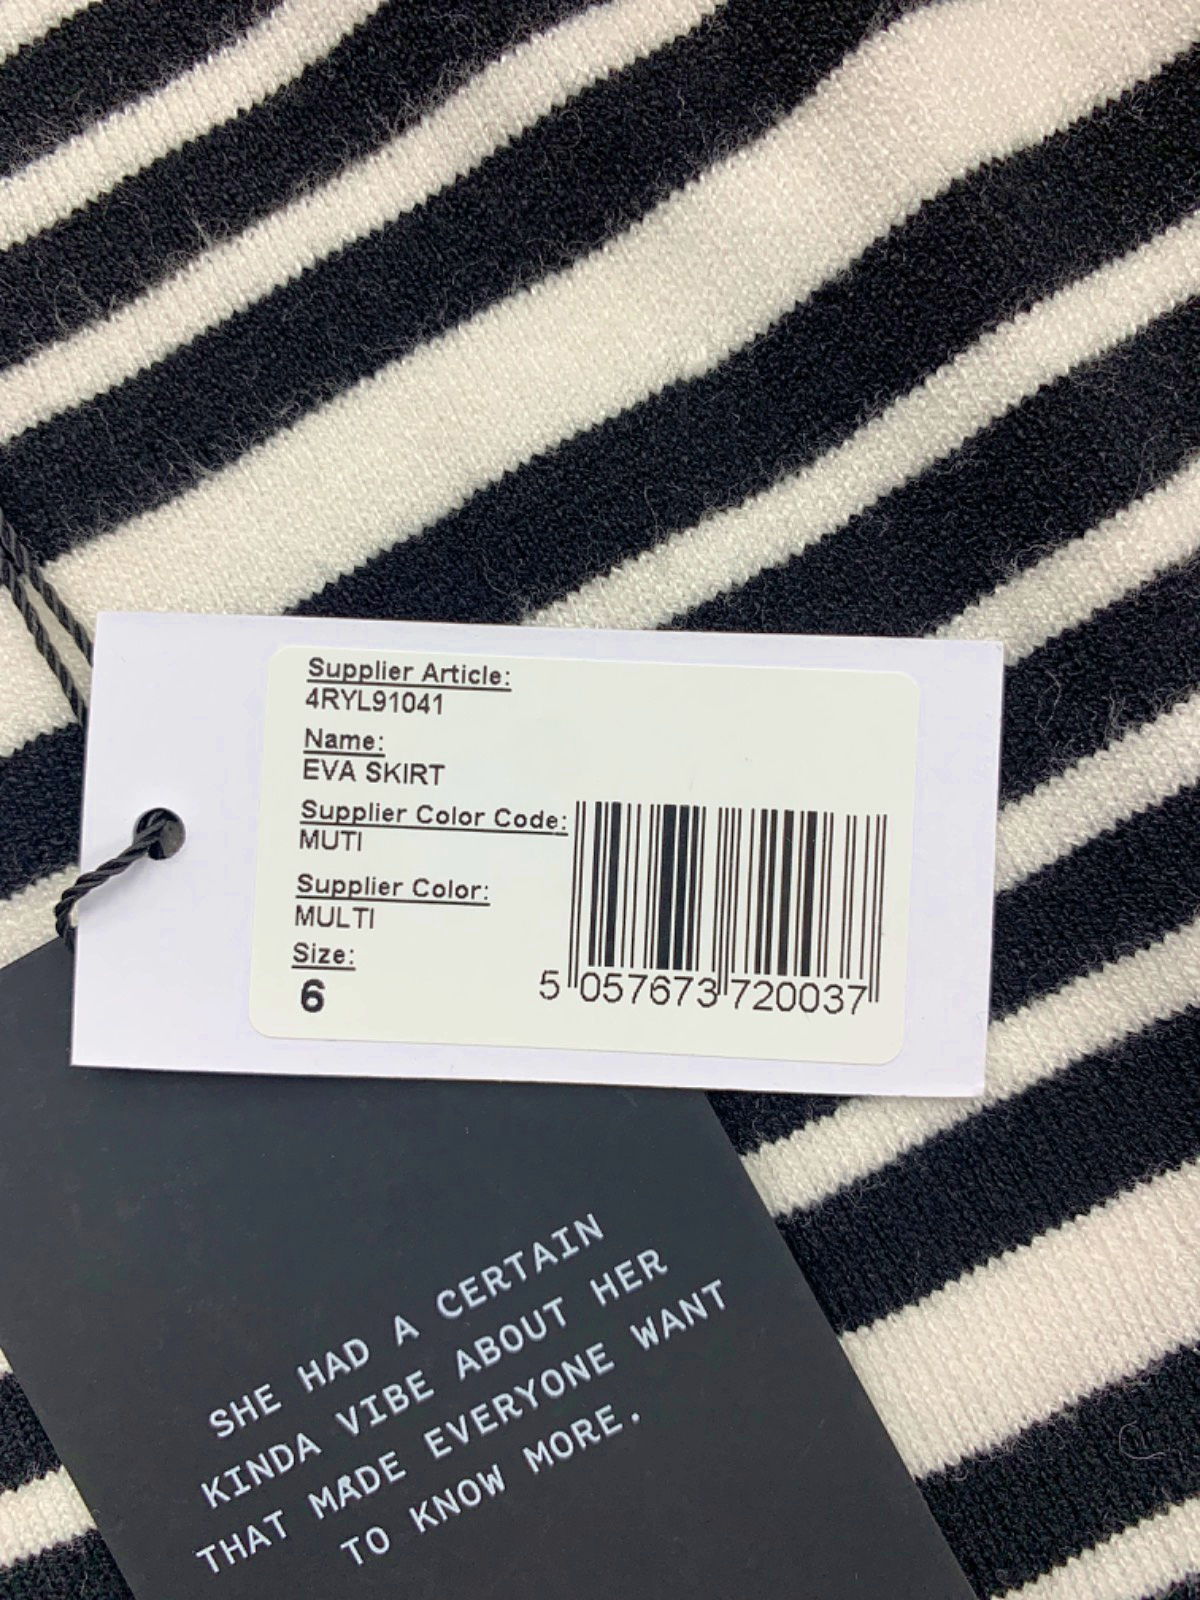 Supplier Article:
4RYL91041
Name:
EVA SKIRT
Supplier Color Code:
MUTI
Supplier Color:
MULTI
Size:
6
5 057673 720037
SHE HAD A CERTAIN
KINDA VIBE ABOUT HER
THAT MADE EVERYONE WANT
TO KNOW MORE.